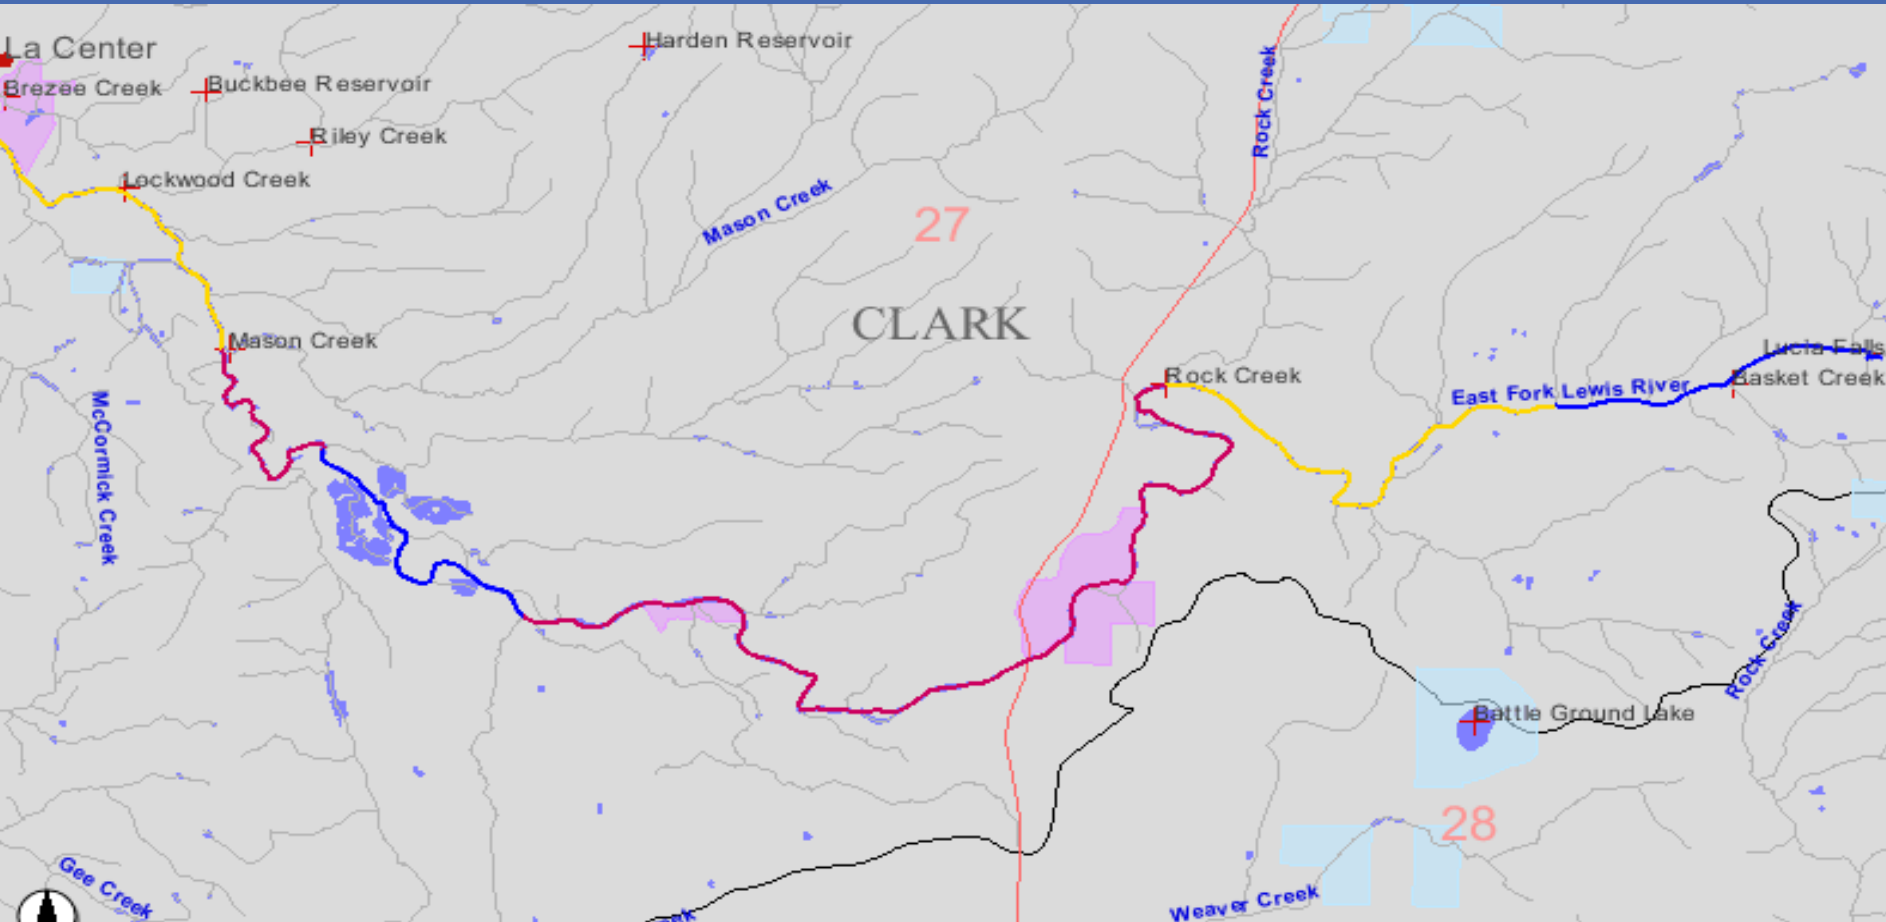 La Center
Harden Reservoir
Brezee Creek
Buckbee Reservoir
Rock Creek
Riley Creek
Lockwood Creek
Mason Creek
27
CLARK
Mason Creek
Lucia Falls
Rock Creek
East Fork Lewis River
Basket Creek
McCormick Creek
Rock Creek
Battle Ground Lake
28
Gee Creek
Weaver Creek